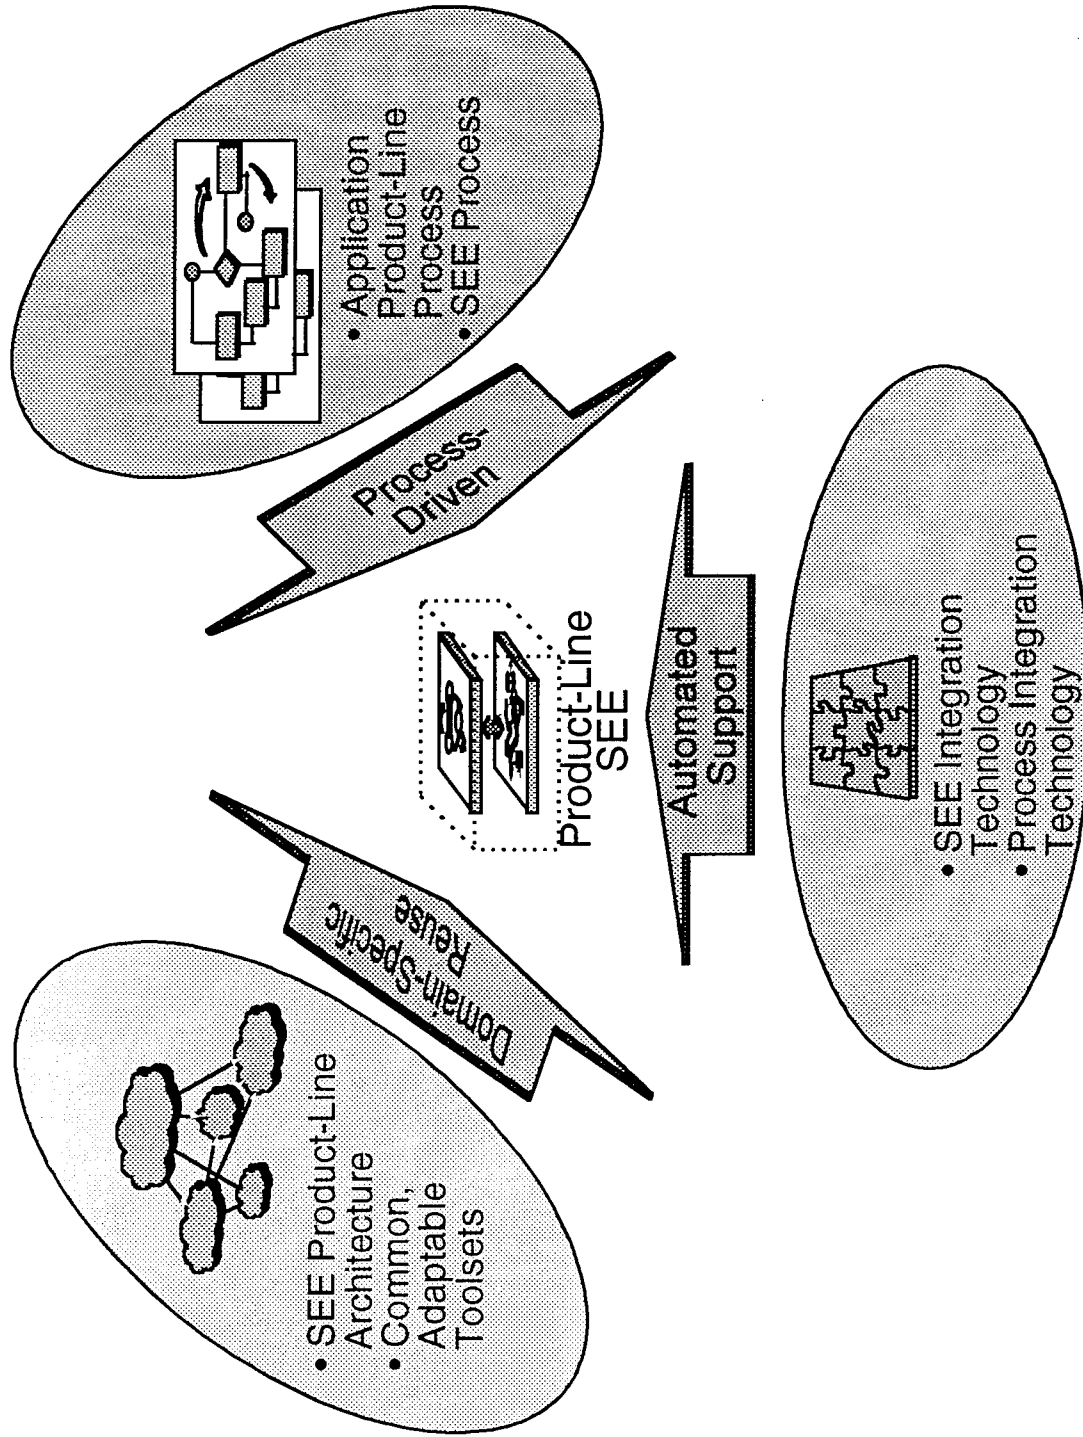 • SEE Product-Line
Architecture
• Common,
Adaptable
Toolsets
Domain-Specific
Reuse
• Application
Product-Line
Process
• SEE Process
Process-
Driven
Product-Line
SEE
Automated
Support
• SEE Integration
Technology
• Process Integration
Technology